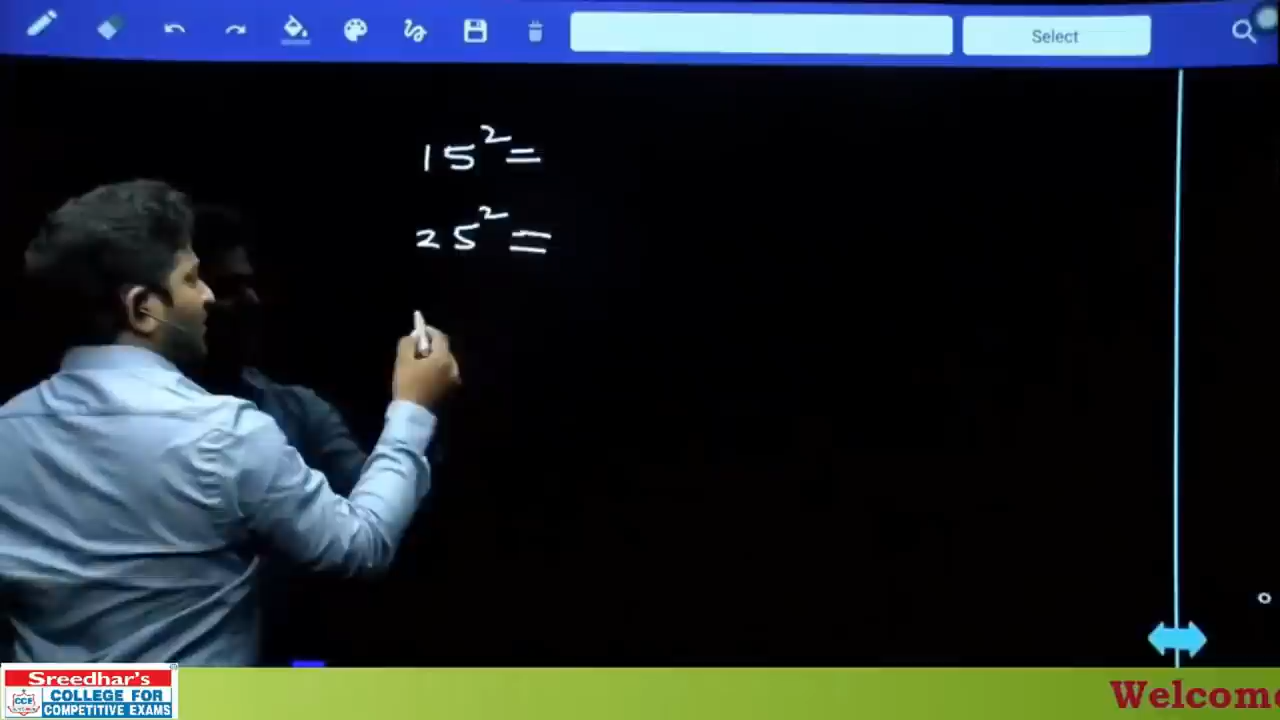 Select
15²=
25²=
Sreedhar's
CCE
COLLEGE FOR
COMPETITIVE EXAMS
Welcome